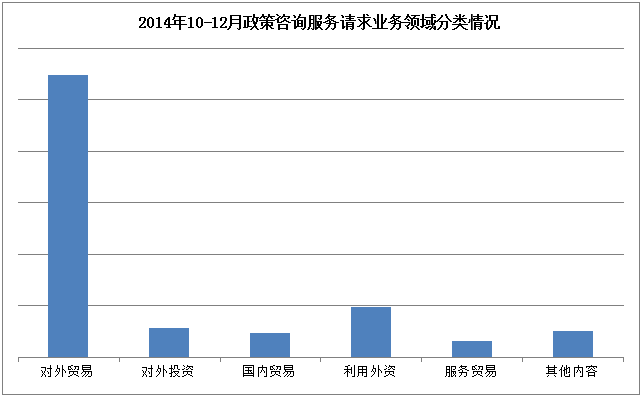 2014年10-12月政策咨询服务请求业务领域分类情况
对外贸易 对外投资 国内贸易 利用外资 服务贸易 其他内容